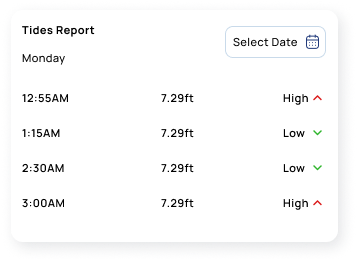 Tides Report
Select Date
Monday
12:55AM 7.29ft High
1:15AM 7.29ft Low
2:30AM 7.29ft Low
3:00AM 7.29ft High